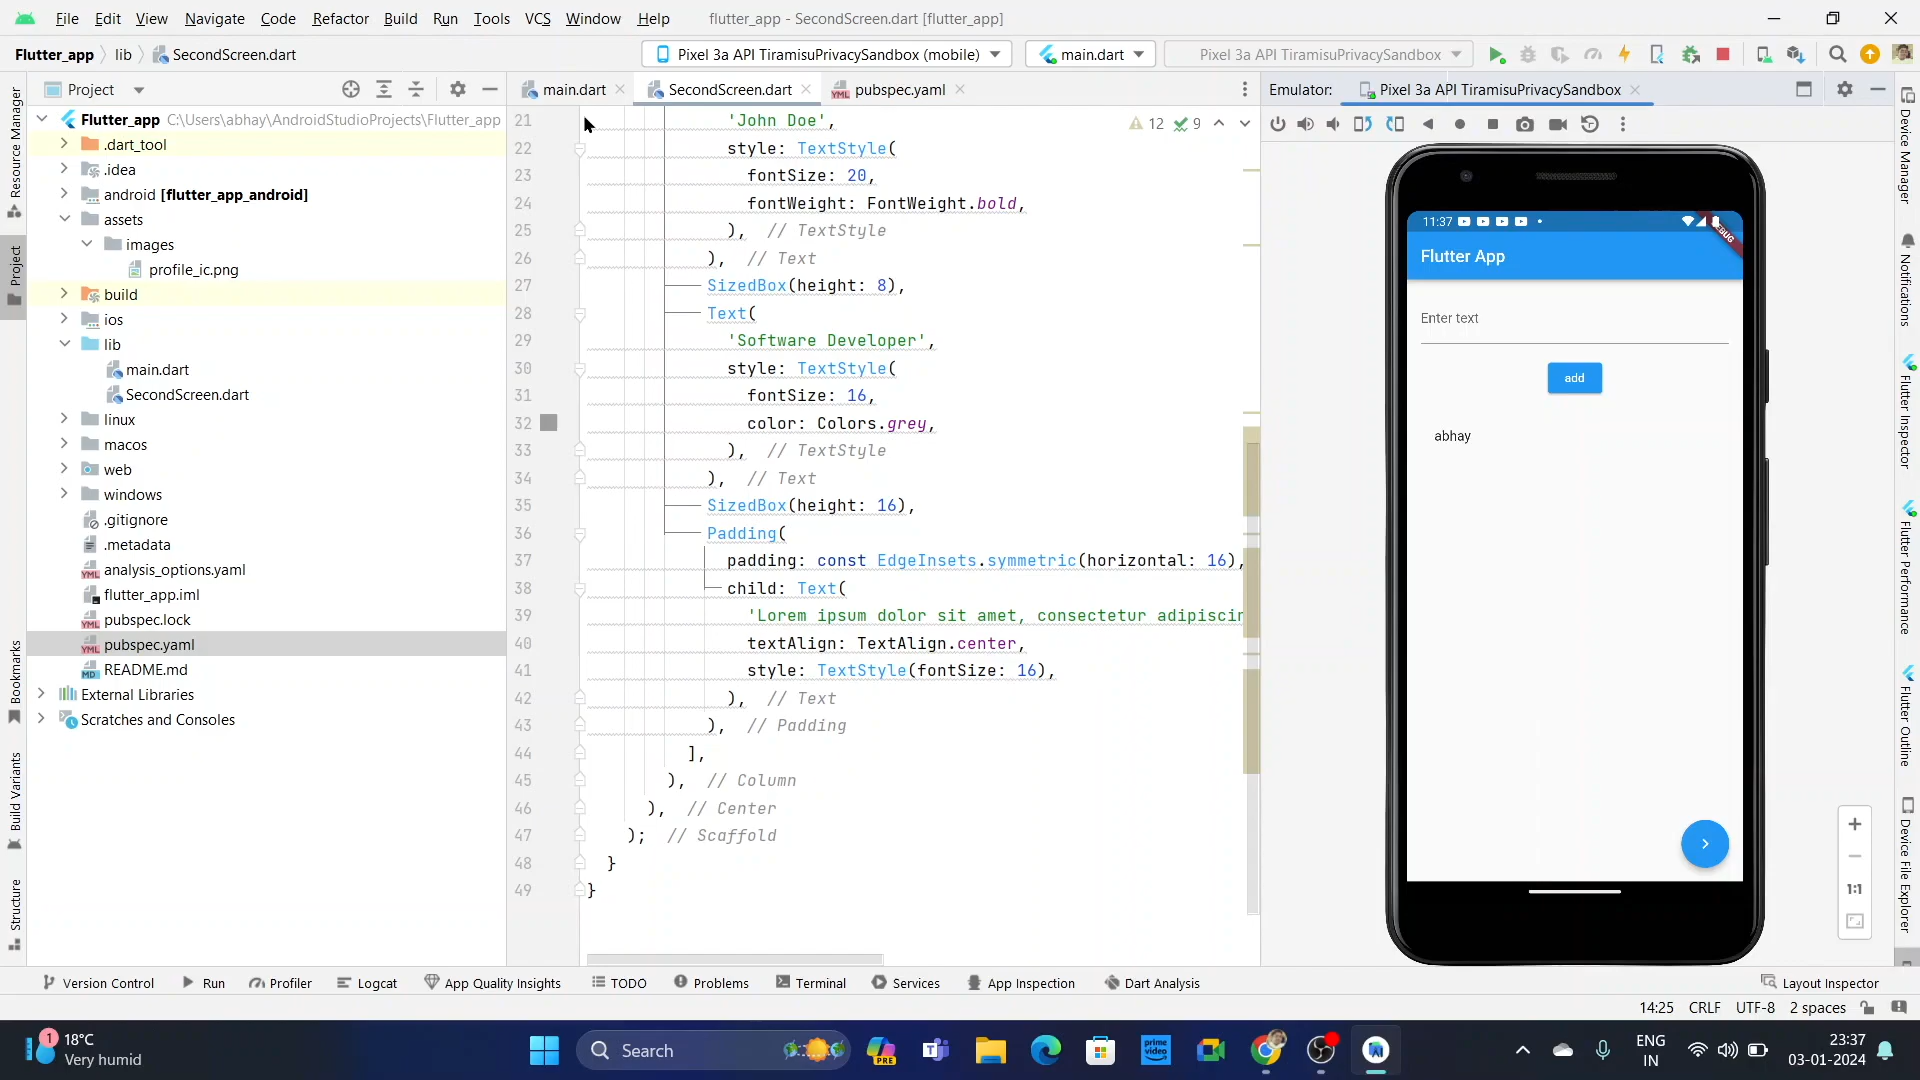 File Edit View Navigate Code Refactor Build Run Tools VCS Window Help flutter_app - SecondScreen.dart [flutter_app]
Flutter_app lib SecondScreen.dart Pixel 3a API TiramisuPrivacySandbox (mobile) main.dart Pixel 3a API TiramisuPrivacySandbox
Project
main.dart SecondScreen.dart pubspec.yaml
Emulator: Pixel 3a API TiramisuPrivacySandbox
Resource Manager
Project
Bookmarks
Build Variants
Structure
Flutter_app C:\Users\abhay\AndroidStudioProjects\Flutter_app
.dart_tool
.idea
android [flutter_app_android]
assets
images
profile_ic.png
build
ios
lib
main.dart
SecondScreen.dart
linux
macos
web
windows
.gitignore
.metadata
analysis_options.yaml
flutter_app.iml
pubspec.lock
pubspec.yaml
README.md
External Libraries
Scratches and Consoles
12 9
21 'John Doe',
22 style: TextStyle(
23 fontSize: 20,
24 fontWeight: FontWeight.bold,
25 ), // TextStyle
26 ), // Text
27 SizedBox(height: 8),
28 Text(
29 'Software Developer',
30 style: TextStyle(
31 fontSize: 16,
32 color: Colors.grey,
33 ), // TextStyle
34 ), // Text
35 SizedBox(height: 16),
36 Padding(
37 padding: const EdgeInsets.symmetric(horizontal: 16),
38 child: Text(
39 'Lorem ipsum dolor sit amet, consectetur adipiscin
40 textAlign: TextAlign.center,
41 style: TextStyle(fontSize: 16),
42 ), // Text
43 ), // Padding
44 ],
45 ), // Column
46 ), // Center
47 ); // Scaffold
48 }
49 }
11:37
Flutter App
Enter text
add
abhay
1:1
Device Manager
Notifications
Flutter Inspector
Flutter Performance
Flutter Outline
Device File Explorer
Version Control Run Profiler Logcat App Quality Insights TODO Problems Terminal Services App Inspection Dart Analysis Layout Inspector
14:25 CRLF UTF-8 2 spaces
1 18°C
Very humid
Search
PRE
prime video
ENG
IN
23:37
03-01-2024